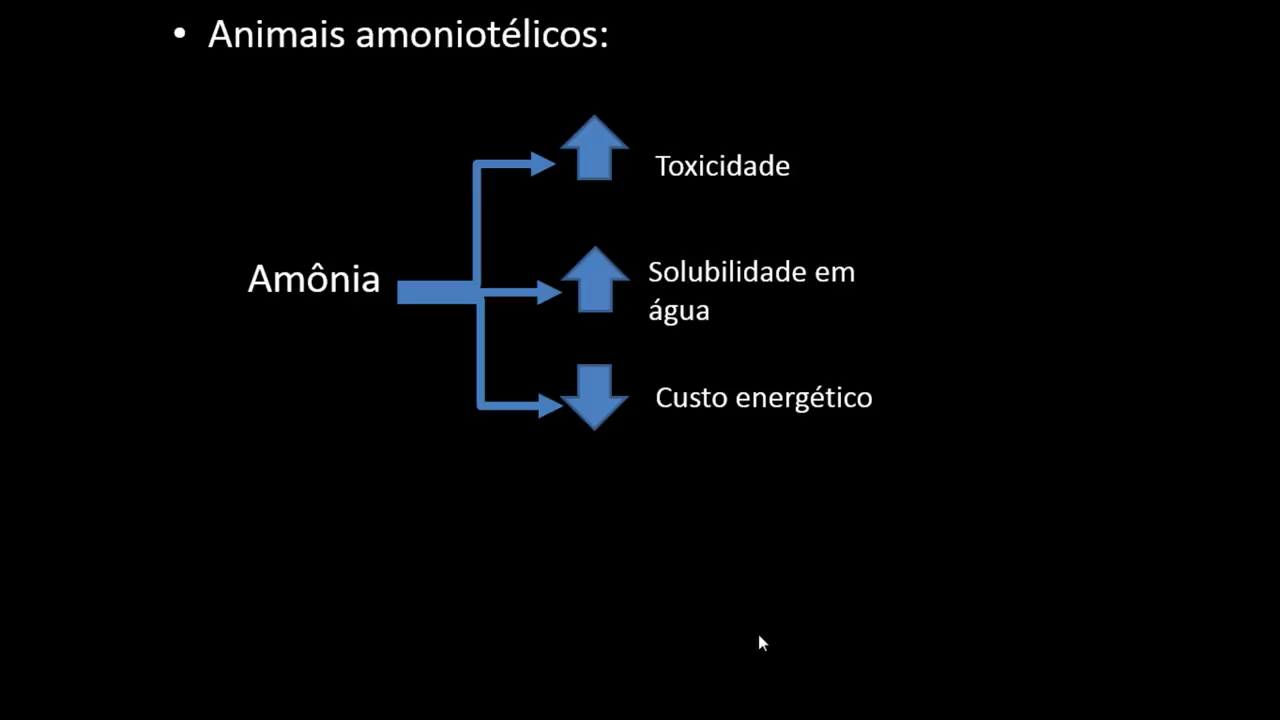 • Animais amoniotélicos:
Toxicidade
Amônia
Solubilidade em
água
Custo energético